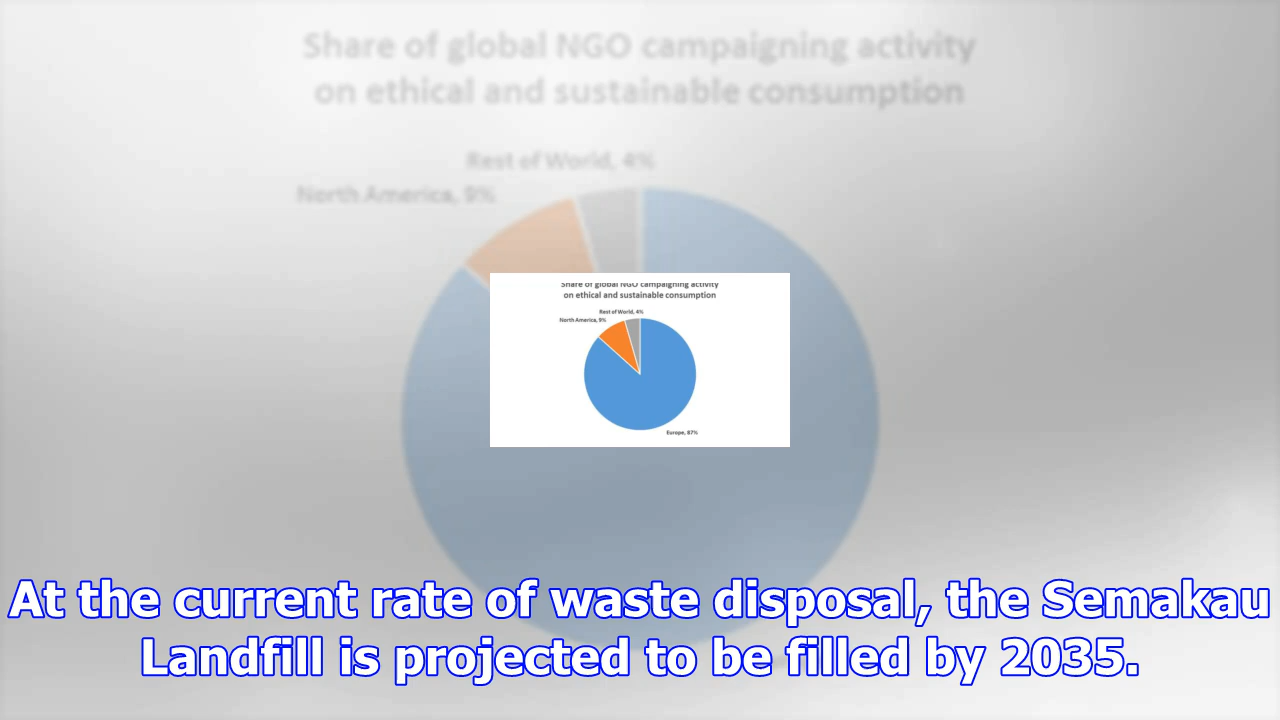 Share of global NGO campaigning activity
on ethical and sustainable consumption
Rest of World, 4%
North America, 9%
Share of global NGO campaigning activity
on ethical and sustainable consumption
Rest of World, 4%
North America, 9%
Europe, 87%
At the current rate of waste disposal, the Semakau
Landfill is projected to be filled by 2035.